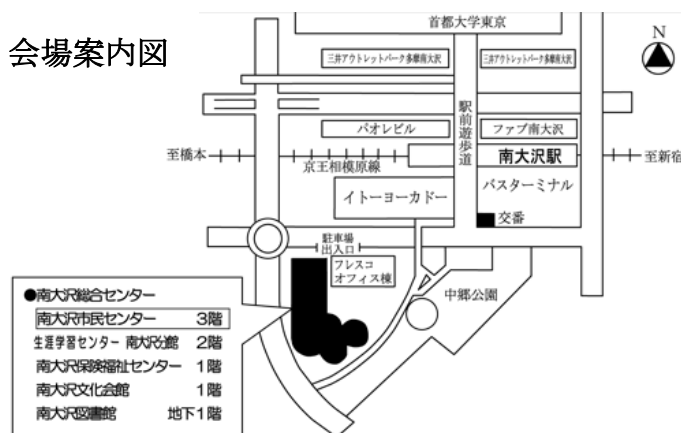 会場案内図
首都大学東京
三井アウトレットパーク多摩南大沢
三井アウトレットパーク多摩南大沢
N
駅前遊歩道
パオレビル
ファブ南大沢
至橋本
京王相模原線
南大沢駅
至新宿
イトーヨーカドー
バスターミナル
交番
駐車場
出入口
フレスコ
オフィス棟
中郷公園
●南大沢総合センター
南大沢市民センター 3階
生涯学習センター 南大沢分館 2階
南大沢保険福祉センター 1階
南大沢文化会館 1階
南大沢図書館 地下1階